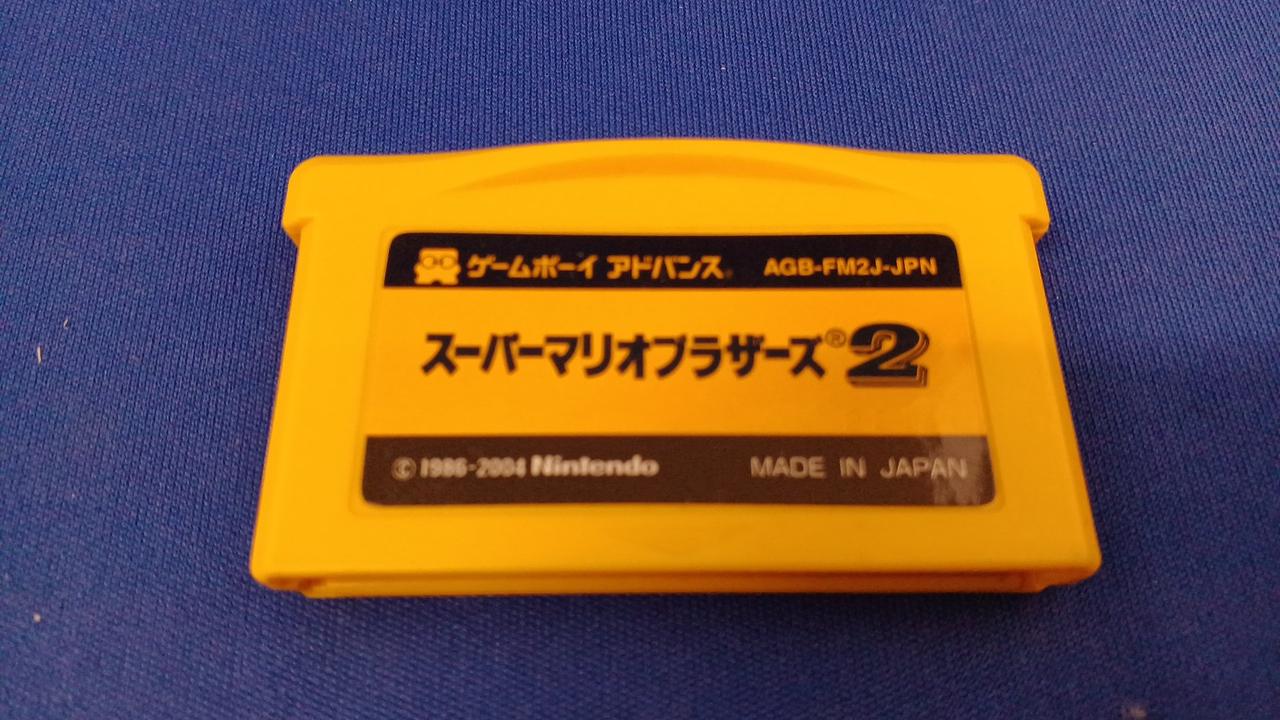 ゲームボーイ アドバンス® AGB-FM2J-JPN
スーパーマリオブラザーズ®2
© 1986-2004 Nintendo MADE IN JAPAN